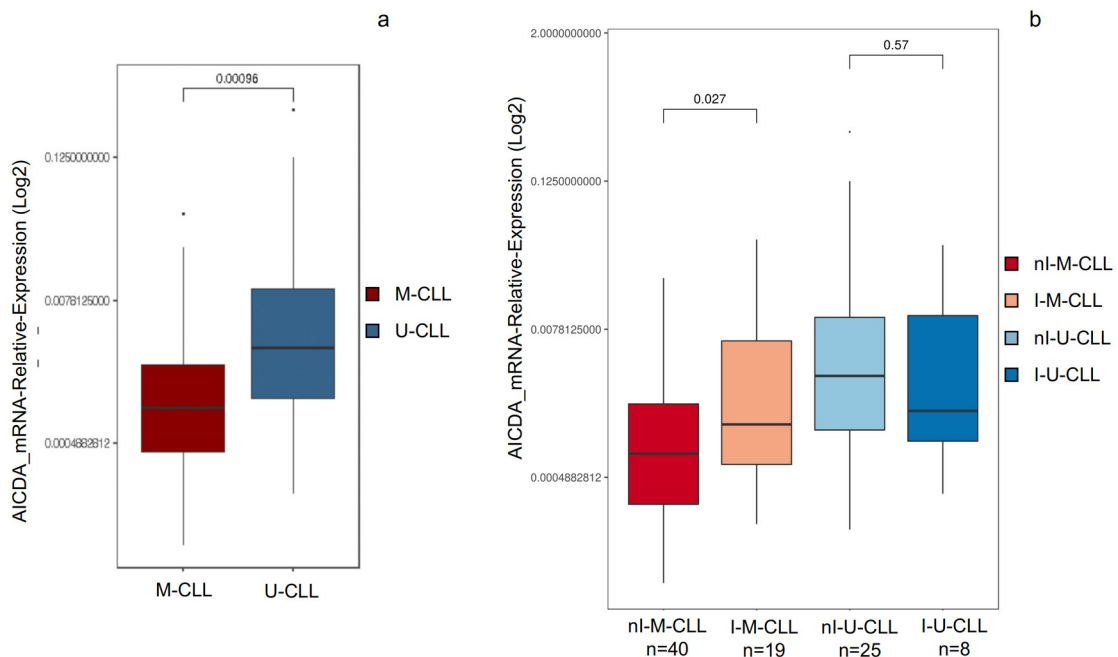 a
0.00096
0.1250000000
0.0078125000
0.0004882812
AICDA_mRNA-Relative-Expression (Log2)
M-CLL
U-CLL
M-CLL
U-CLL
b
2.0000000000
0.57
0.027
0.1250000000
0.0078125000
0.0004882812
AICDA_mRNA-Relative-Expression (Log2)
nI-M-CLL
I-M-CLL
nI-U-CLL
I-U-CLL
nI-M-CLL I-M-CLL nI-U-CLL I-U-CLL
n=40 n=19 n=25 n=8